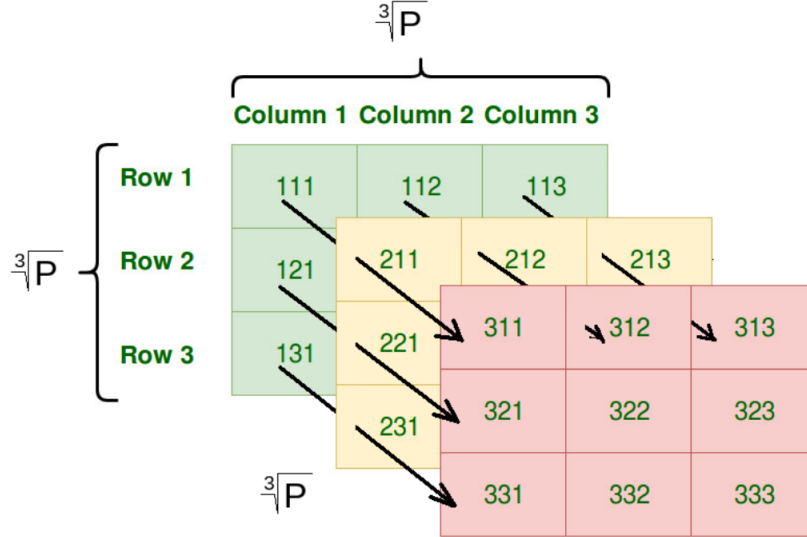 ∛P
Column 1 Column 2 Column 3
Row 1 111 112 113
211 212 213
∛P Row 2 121
311 312 313
221
Row 3 131
321 322 323
231
∛P
331 332 333